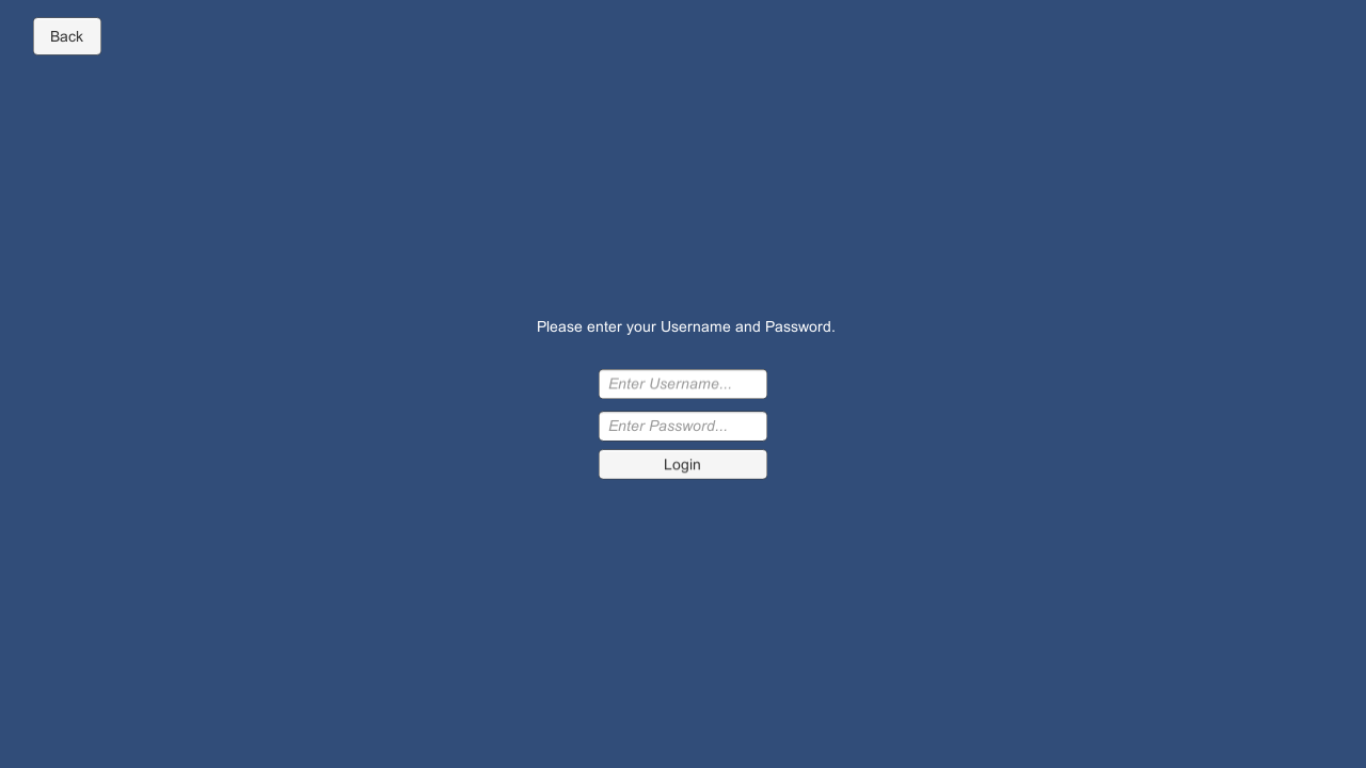 Back
Please enter your Username and Password.
Enter Username...
Enter Password...
Login